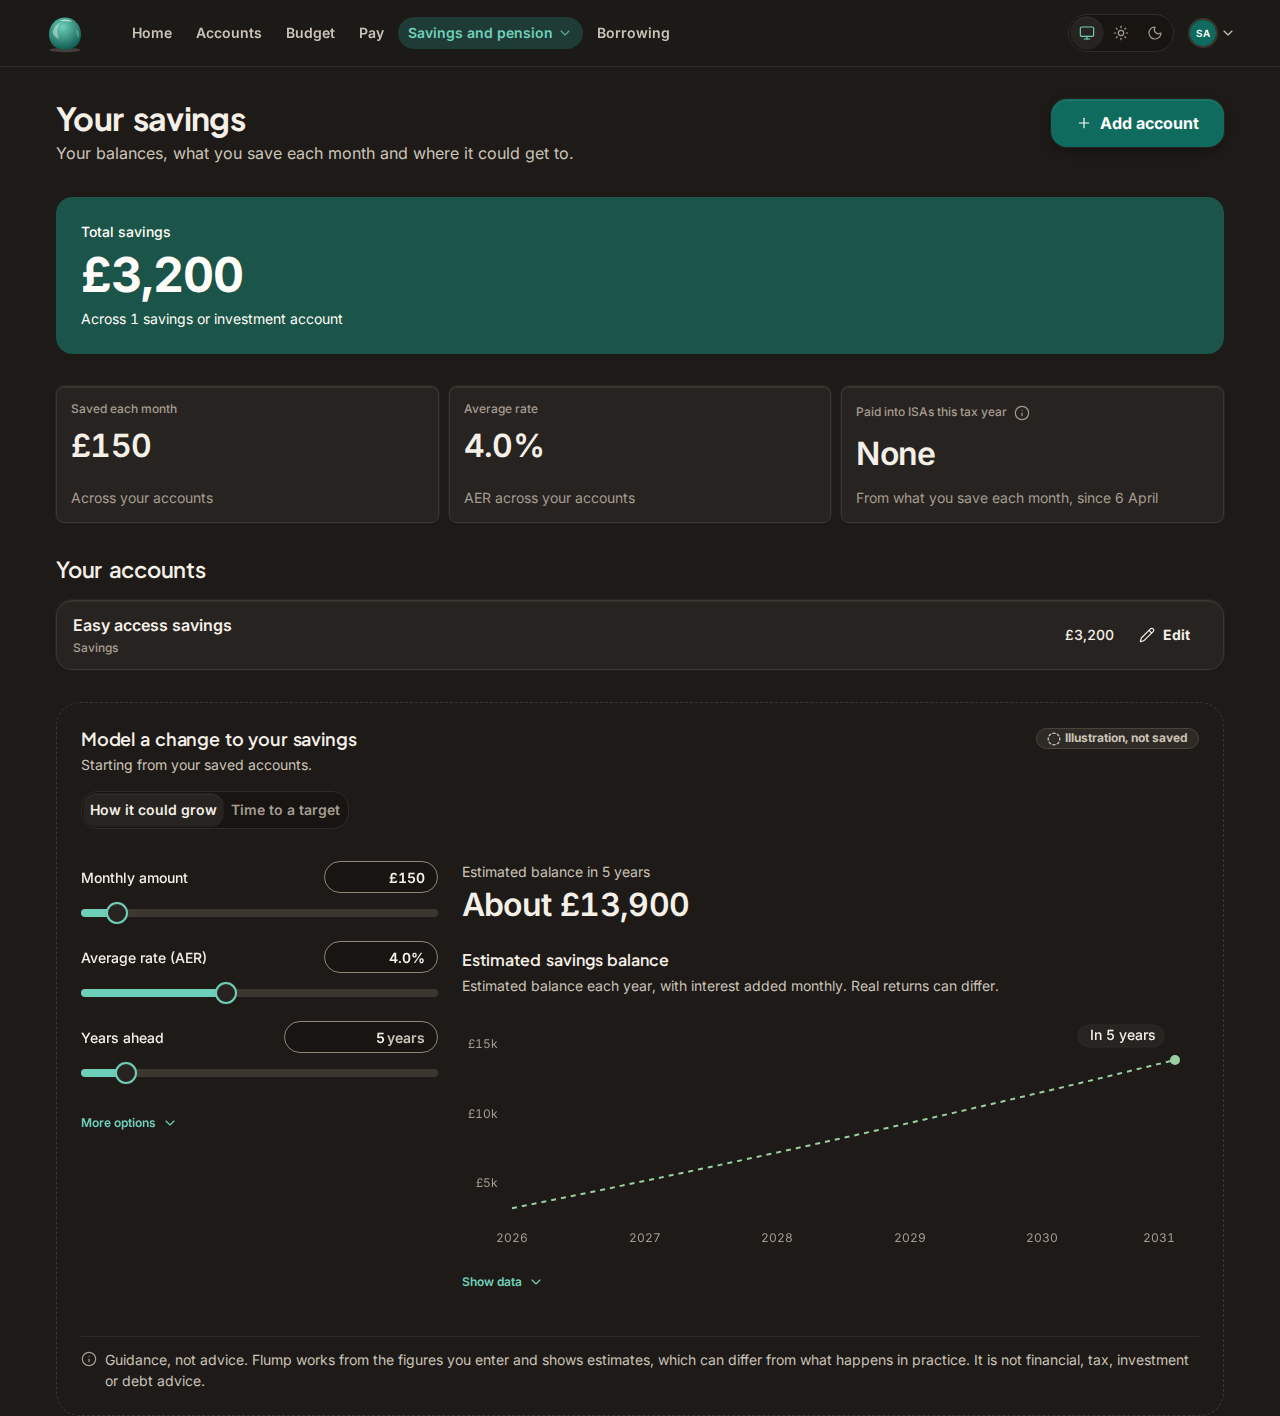 Home
Accounts
Budget
Pay
Savings and pension
Borrowing
SA
Your savings
Your balances, what you save each month and where it could get to.
+ Add account
Total savings
£3,200
Across 1 savings or investment account
Saved each month
£150
Across your accounts
Average rate
4.0%
AER across your accounts
Paid into ISAs this tax year
None
From what you save each month, since 6 April
Your accounts
Easy access savings
Savings
£3,200
Edit
Model a change to your savings
Starting from your saved accounts.
Illustration, not saved
How it could grow
Time to a target
Monthly amount
£150
Average rate (AER)
4.0%
Years ahead
5 years
More options
Estimated balance in 5 years
About £13,900
Estimated savings balance
Estimated balance each year, with interest added monthly. Real returns can differ.
In 5 years
£15k
£10k
£5k
2026 2027 2028 2029 2030 2031
Show data
Guidance, not advice. Flump works from the figures you enter and shows estimates, which can differ from what happens in practice. It is not financial, tax, investment
or debt advice.